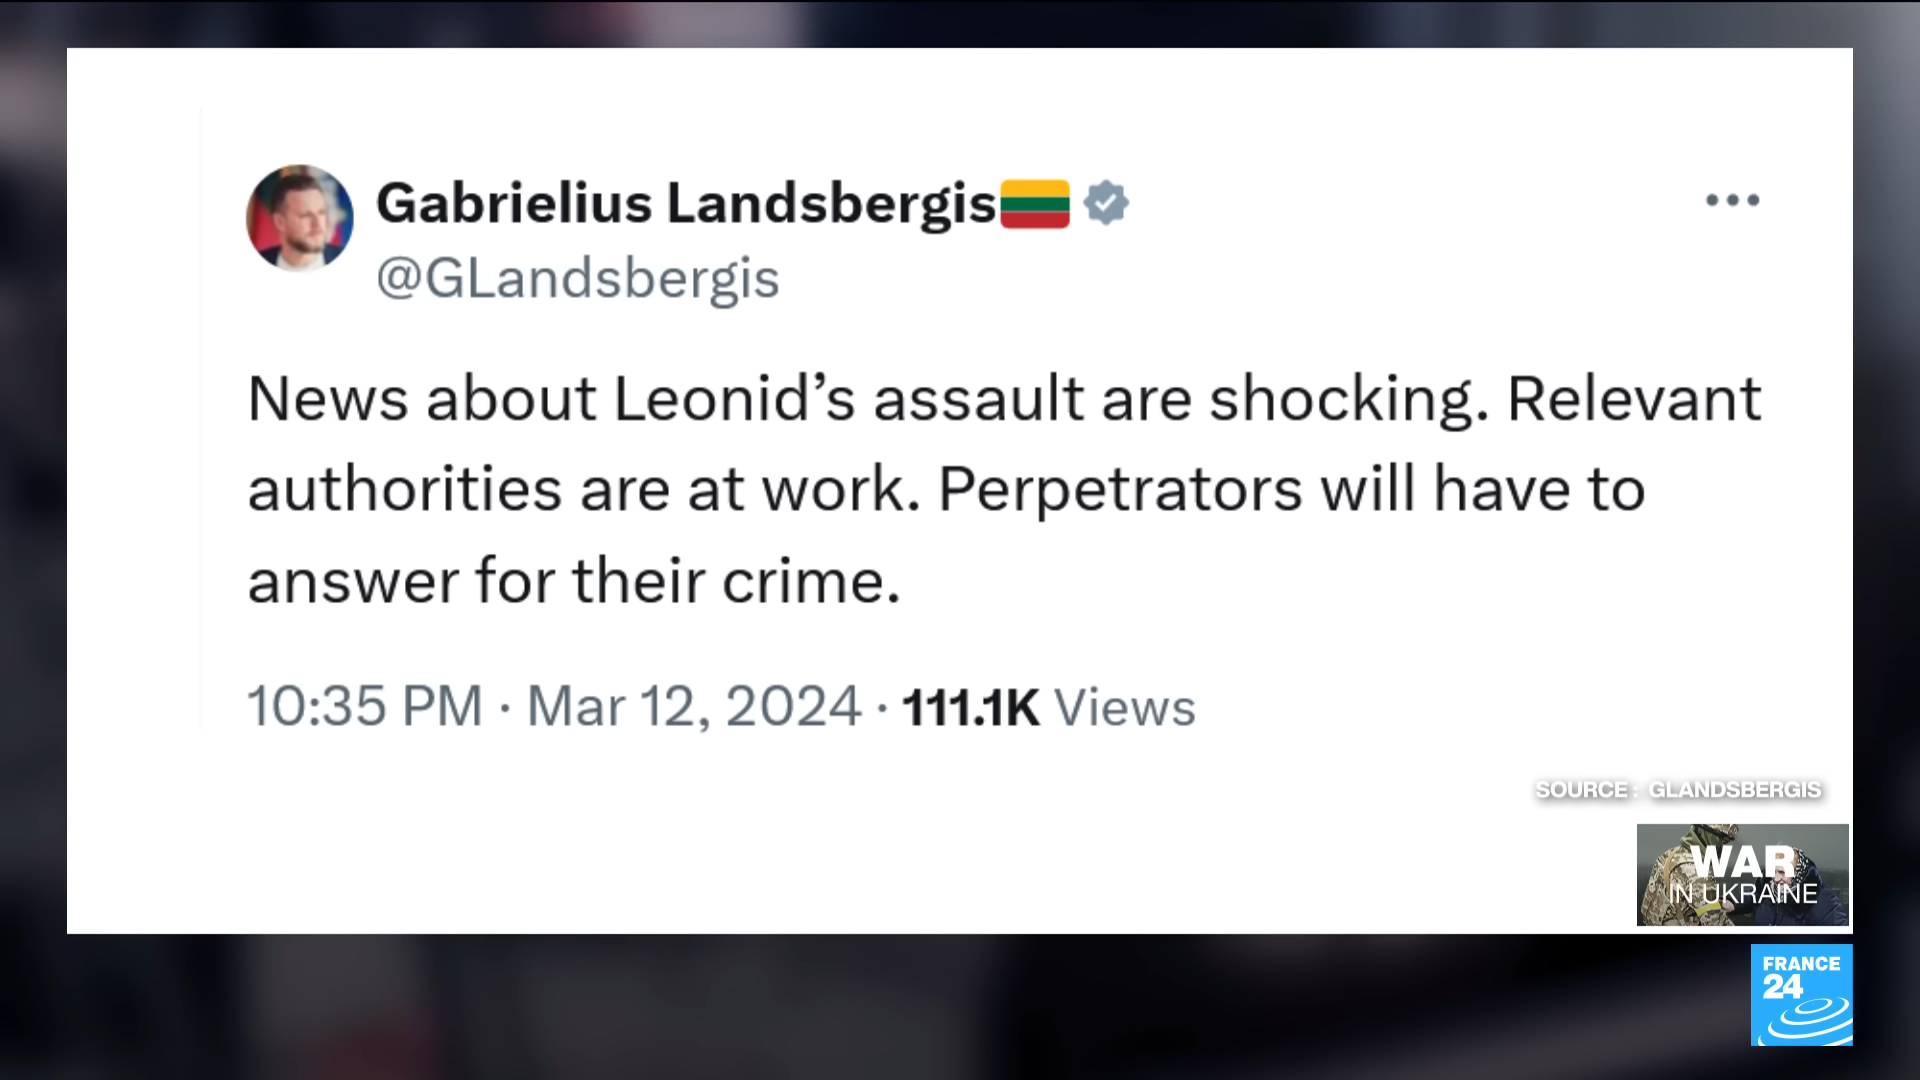 Gabrielius Landsbergis
@GLandsbergis
News about Leonid’s assault are shocking. Relevant
authorities are at work. Perpetrators will have to
answer for their crime.
10:35 PM · Mar 12, 2024 · 111.1K Views
SOURCE : GLANDSBERGIS
WAR
IN UKRAINE
FRANCE
24